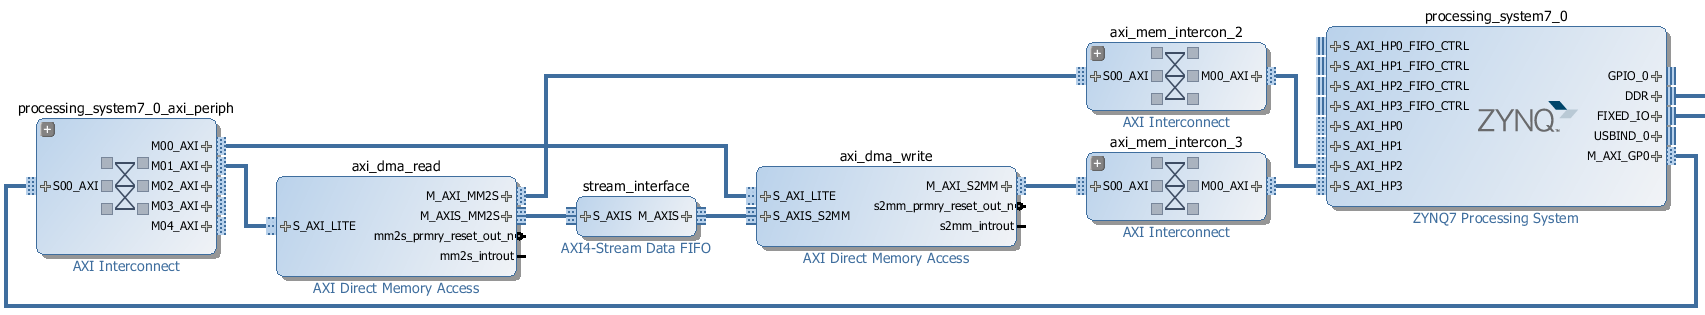 processing_system7_0_axi_periph
S00_AXI
M00_AXI
M01_AXI
M02_AXI
M03_AXI
M04_AXI
AXI Interconnect
axi_dma_read
S_AXI_LITE
M_AXI_MM2S
M_AXIS_MM2S
mm2s_prmry_reset_out_n
mm2s_introut
AXI Direct Memory Access
stream_interface
S_AXIS M_AXIS
AXI4-Stream Data FIFO
axi_dma_write
S_AXI_LITE
S_AXIS_S2MM
M_AXI_S2MM
s2mm_prmry_reset_out_n
s2mm_introut
AXI Direct Memory Access
axi_mem_intercon_2
S00_AXI M00_AXI
AXI Interconnect
axi_mem_intercon_3
S00_AXI M00_AXI
AXI Interconnect
processing_system7_0
S_AXI_HP0_FIFO_CTRL
S_AXI_HP1_FIFO_CTRL
S_AXI_HP2_FIFO_CTRL
S_AXI_HP3_FIFO_CTRL
S_AXI_HP0
S_AXI_HP1
S_AXI_HP2
S_AXI_HP3
ZYNQ
GPIO_0
DDR
FIXED_IO
USBIND_0
M_AXI_GP0
ZYNQ7 Processing System